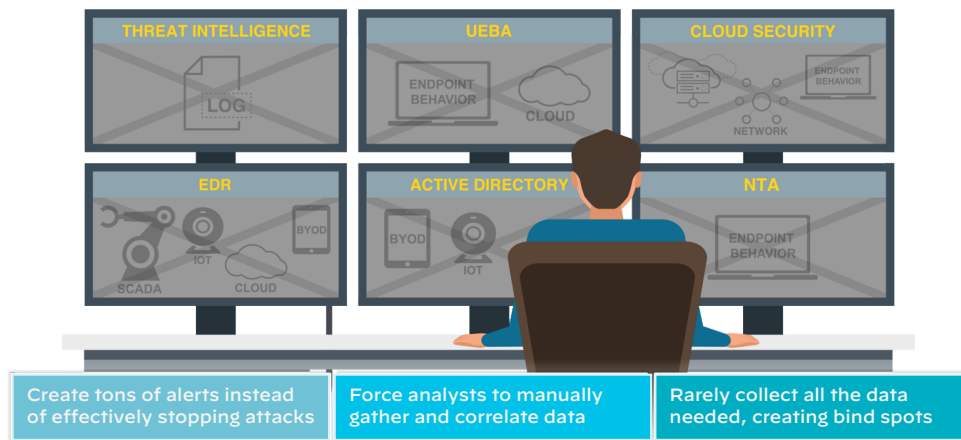 THREAT INTELLIGENCE
LOG
UEBA
ENDPOINT
BEHAVIOR
CLOUD
CLOUD SECURITY
ENDPOINT
BEHAVIOR
NETWORK
EDR
SCADA
IOT
CLOUD
BYOD
ACTIVE DIRECTORY
BYOD
IOT
NTA
ENDPOINT
BEHAVIOR
Create tons of alerts instead
of effectively stopping attacks
Force analysts to manually
gather and correlate data
Rarely collect all the data
needed, creating bind spots